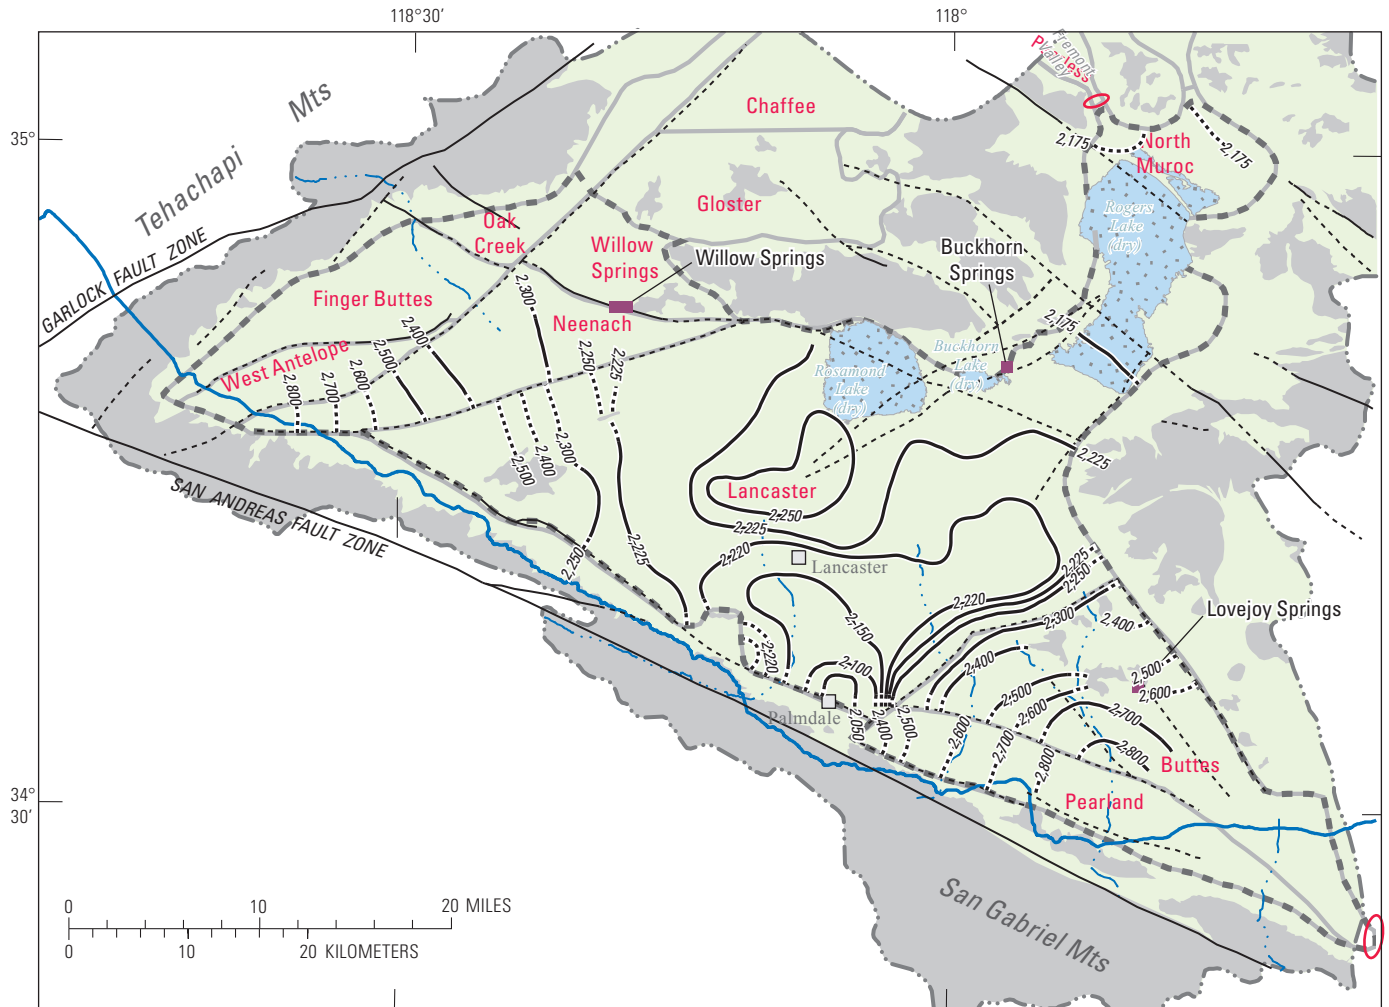 118°30'
118°
35°
34°
30'
Mts
Tehachapi
GARLOCK FAULT ZONE
SAN ANDREAS FAULT ZONE
San Gabriel Mts
Fremont
Valley
Chaffee
North
Muroc
Gloster
Oak
Creek
Willow
Springs
Willow Springs
Buckhorn
Springs
Finger Buttes
Neenach
West Antelope
Rogers
Lake
(dry)
Buckhorn
Lake
(dry)
Rosamond
Lake
(dry)
Lancaster
Lancaster
Palmdale
Lovejoy Springs
Buttes
Pearland
2,175
2,175
2,175
2,300
2,400
2,500
2,600
2,700
2,800
2,250
2,225
2,300
2,400
2,500
2,250
2,225
2,250
2,225
2,220
2,225
2,220
2,225
2,250
2,300
2,400
2,150
2,100
2,050
2,220
2,400
2,500
2,400
2,500
2,600
2,600
2,700
2,800
2,500
2,600
2,700
2,800
0 10 20 MILES
0 10 20 KILOMETERS